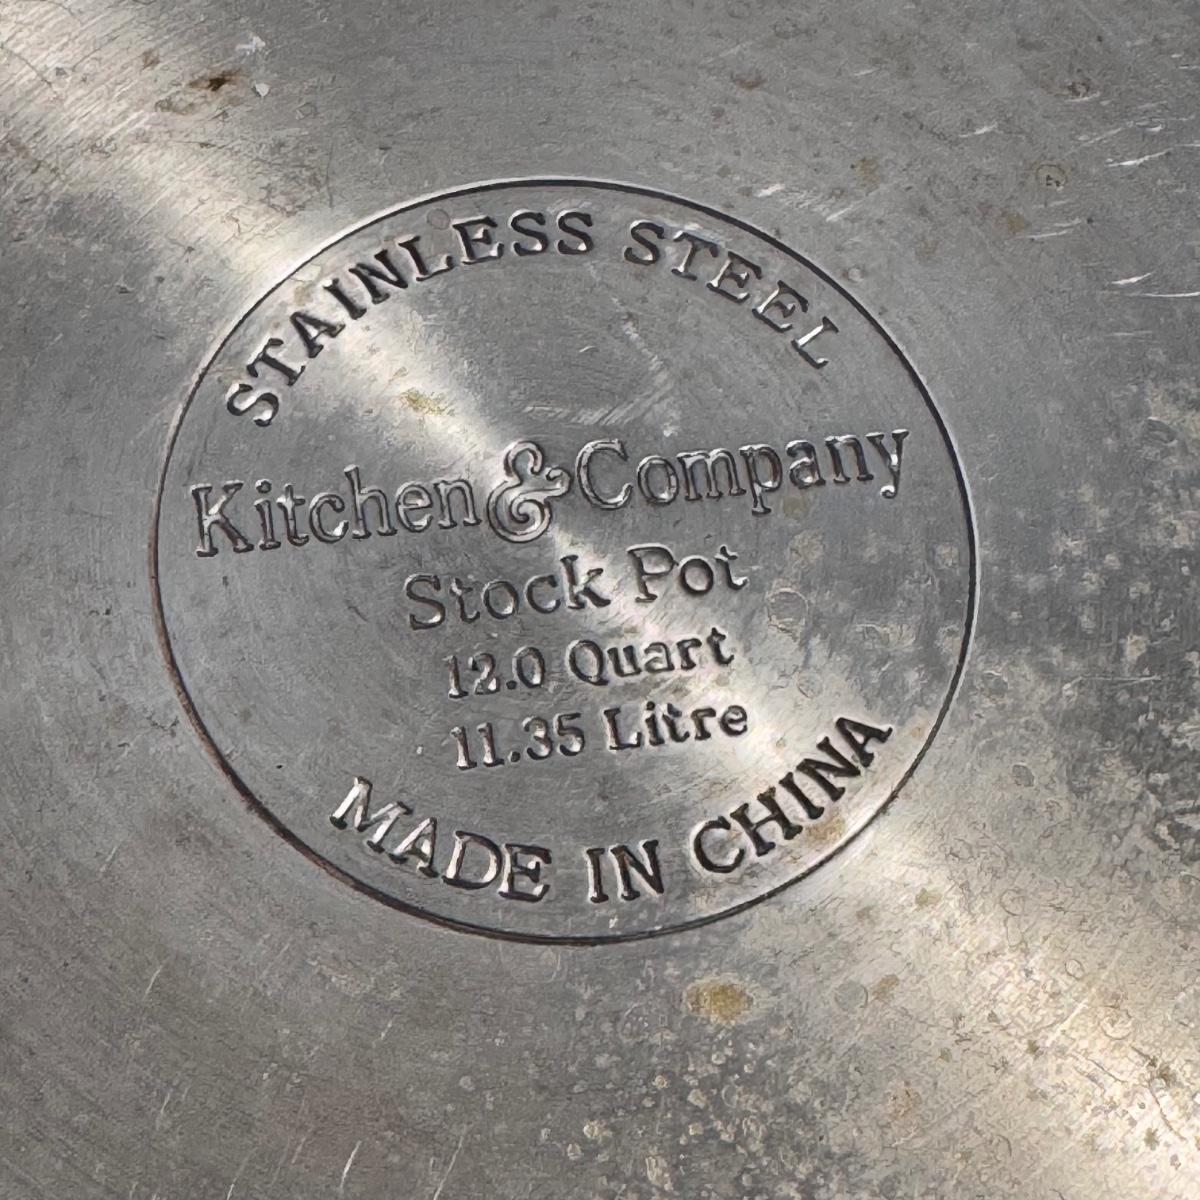 STAINLESS STEEL
Kitchen & Company
Stock Pot
12.0 Quart
11.35 Litre
MADE IN CHINA